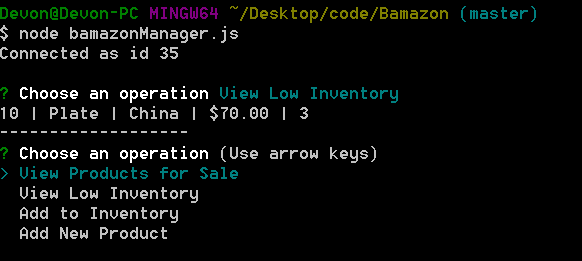 Devon@Devon-PC MINGW64 ~/Desktop/code/Bamazon (master)
$ node bamazonManager.js
Connected as id 35
? Choose an operation View Low Inventory
10 | Plate | China | $70.00 | 3
-------------------
? Choose an operation (Use arrow keys)
> View Products for Sale
View Low Inventory
Add to Inventory
Add New Product